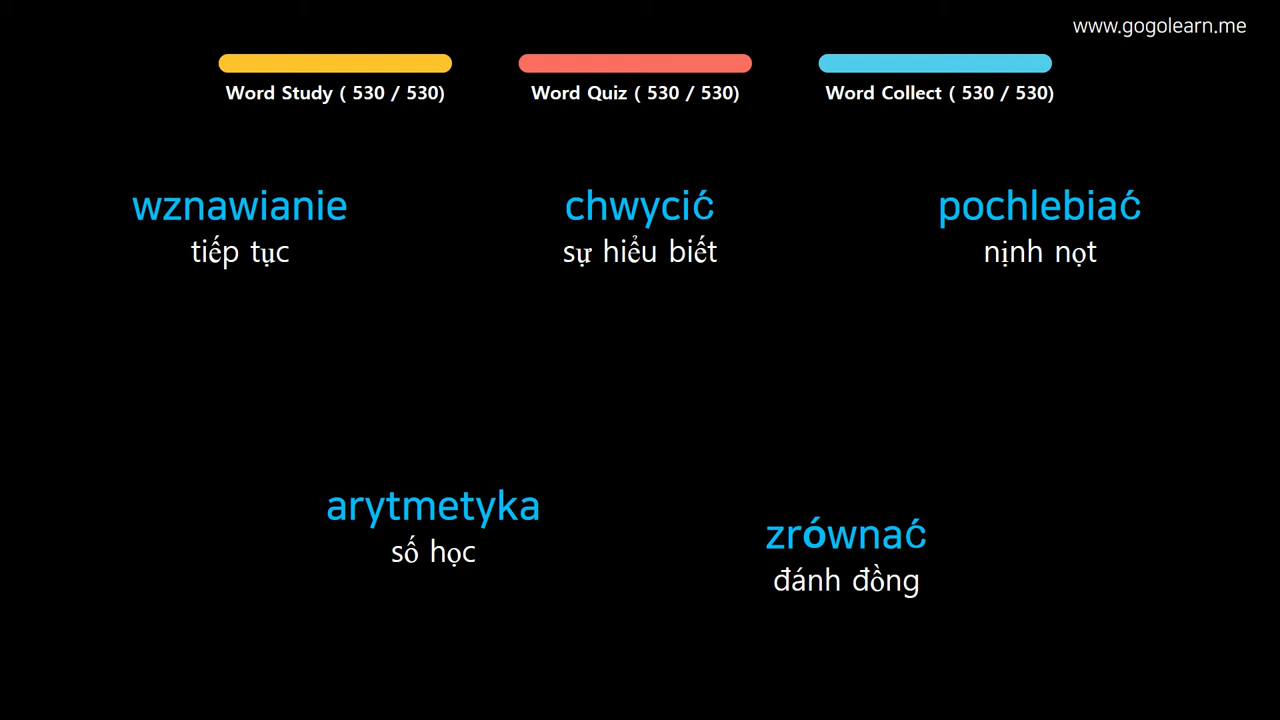 www.gogolearn.me
Word Study ( 530 / 530)
Word Quiz ( 530 / 530)
Word Collect ( 530 / 530)
wznawianie
tiếp tục
chwycić
sự hiểu biết
pochlebiać
nịnh nọt
arytmetyka
số học
zrównać
đánh đồng